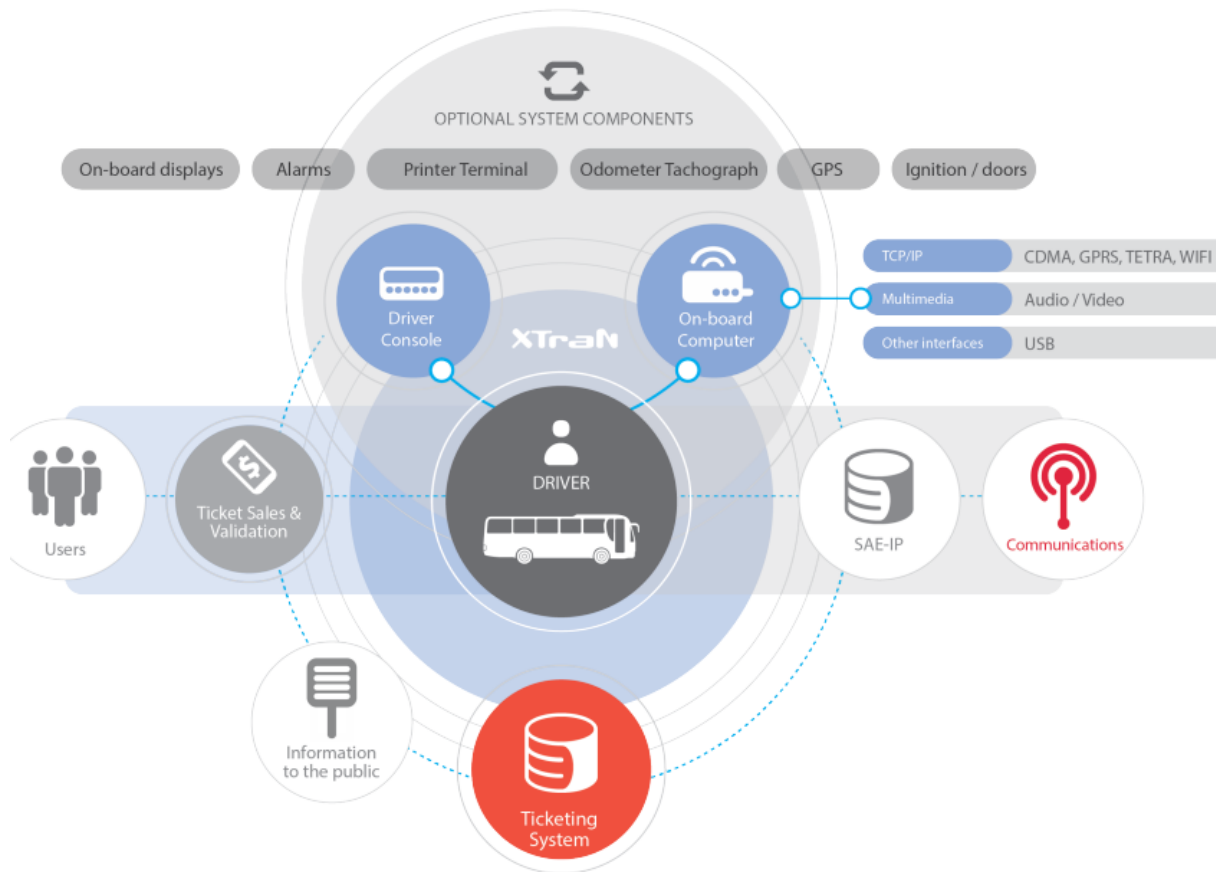 OPTIONAL SYSTEM COMPONENTS
On-board displays
Alarms
Printer Terminal
Odometer Tachograph
GPS
Ignition / doors
Driver
Console
XTraN
On-board
Computer
TCP/IP
CDMA, GPRS, TETRA, WIFI
Multimedia
Audio / Video
Other interfaces
USB
Users
Ticket Sales &
Validation
DRIVER
SAE-IP
Communications
Information
to the public
Ticketing
System